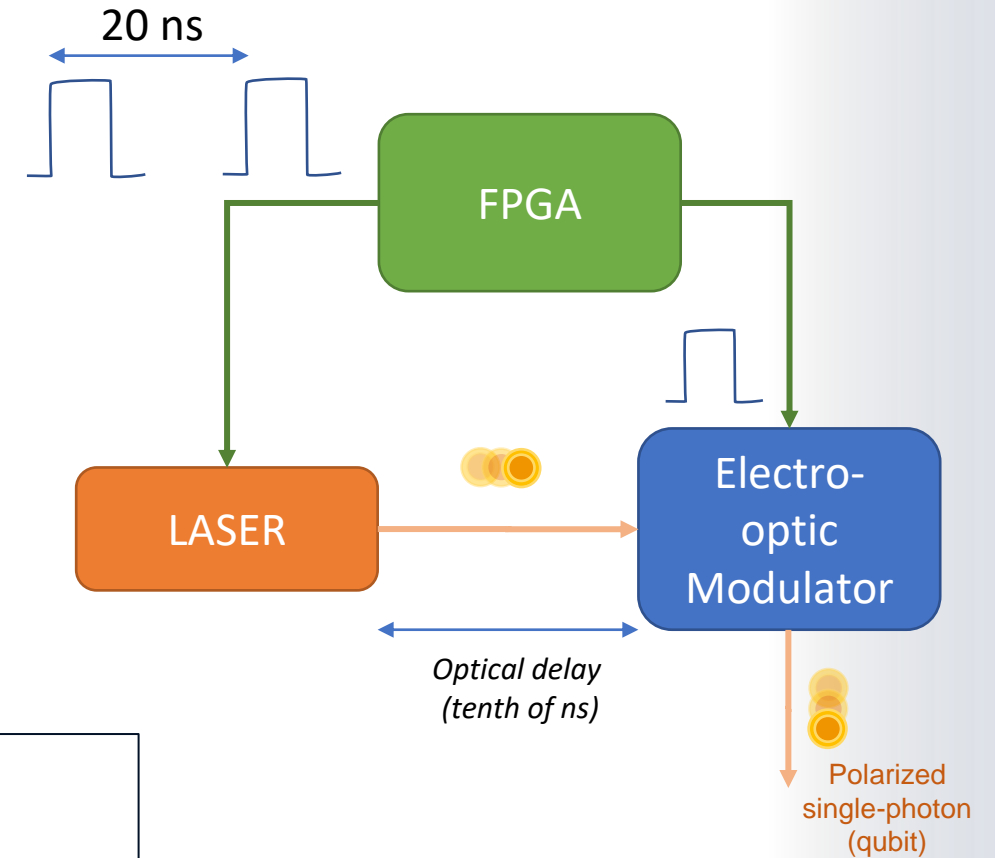 20 ns
FPGA
LASER
Electro-
optic
Modulator
Optical delay
(tenth of ns)
Polarized
single-photon
(qubit)